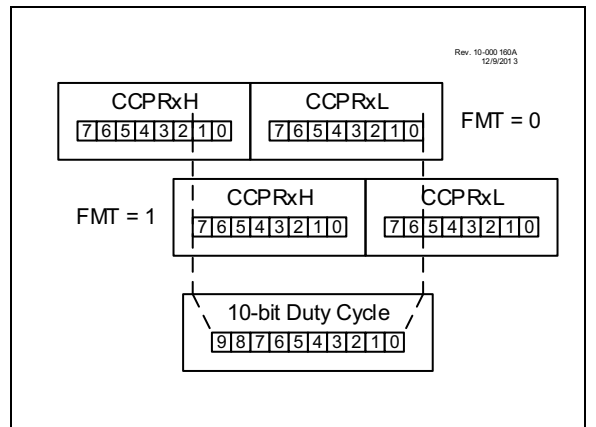 Rev. 10-000 160A
12/9/201 3
CCPRxH CCPRxL
7 6 5 4 3 2 1 0 7 6 5 4 3 2 1 0 FMT = 0
CCPRxH CCPRxL
FMT = 1 7 6 5 4 3 2 1 0 7 6 5 4 3 2 1 0
10-bit Duty Cycle
9 8 7 6 5 4 3 2 1 0